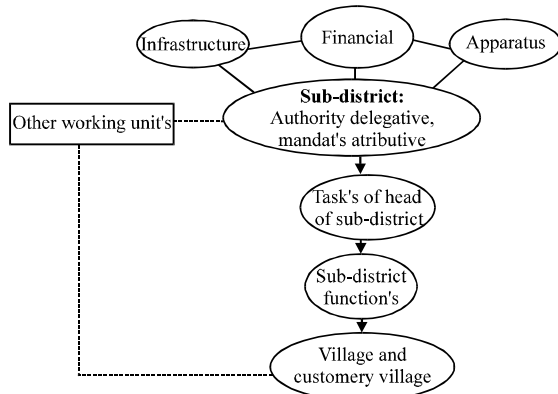 Infrastructure
Financial
Apparatus
Sub-district:
Authority delegative,
mandat's atributive
Other working unit's
Task's of head
of sub-district
Sub-district
function's
Village and
customery village